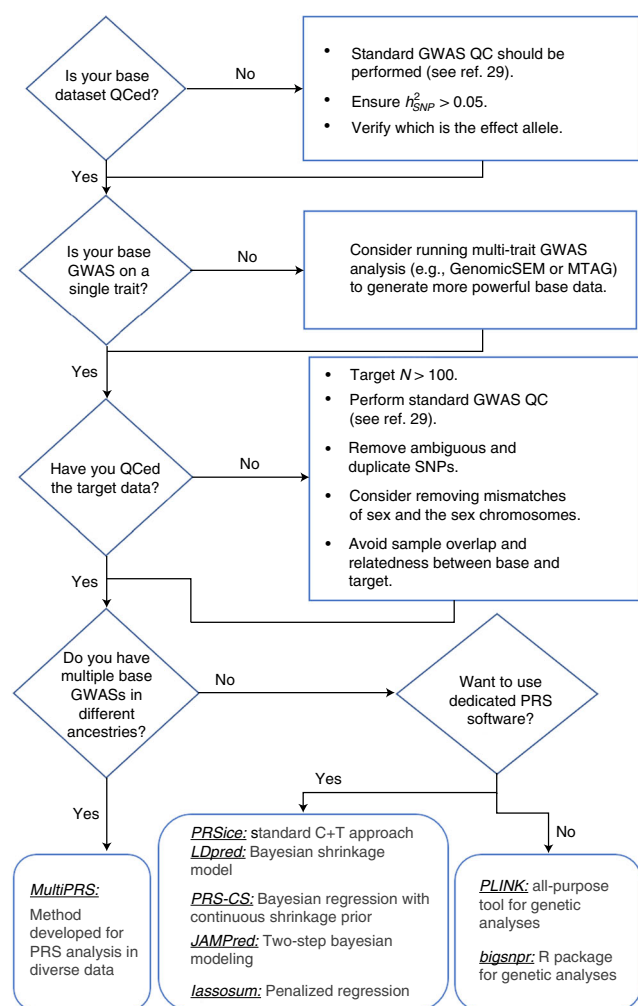 Is your base
dataset QCed?
No
• Standard GWAS QC should be
performed (see ref. 29).
• Ensure h²SNP > 0.05.
• Verify which is the effect allele.
Yes
Is your base
GWAS on a
single trait?
No
Consider running multi-trait GWAS
analysis (e.g., GenomicSEM or MTAG)
to generate more powerful base data.
Yes
Have you QCed
the target data?
No
• Target N > 100.
• Perform standard GWAS QC
(see ref. 29).
• Remove ambiguous and
duplicate SNPs.
• Consider removing mismatches
of sex and the sex chromosomes.
• Avoid sample overlap and
relatedness between base and
target.
Yes
Do you have
multiple base
GWASs in
different
ancestries?
No
Want to use
dedicated PRS
software?
Yes
MultiPRS:
Method
developed for
PRS analysis in
diverse data
Yes
PRSice: standard C+T approach
LDpred: Bayesian shrinkage
model
PRS-CS: Bayesian regression with
continuous shrinkage prior
JAMPred: Two-step bayesian
modeling
lassosum: Penalized regression
No
PLINK: all-purpose
tool for genetic
analyses
bigsnpr: R package
for genetic analyses